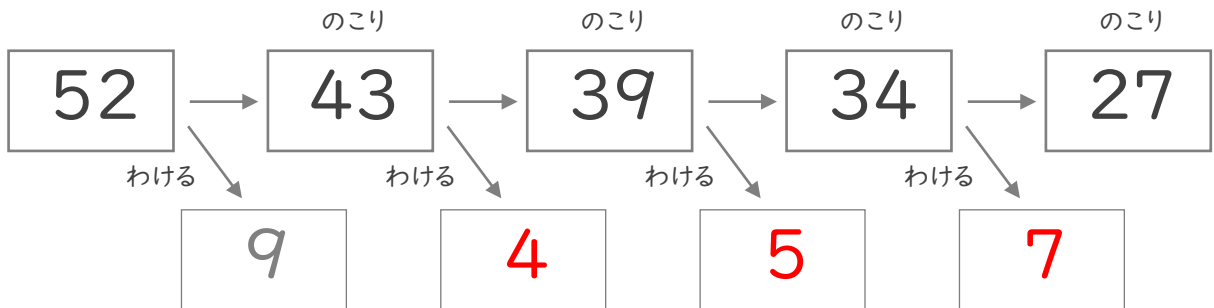 のこり のこり のこり のこり
52 43 39 34 27
わける わける わける わける
9 4 5 7